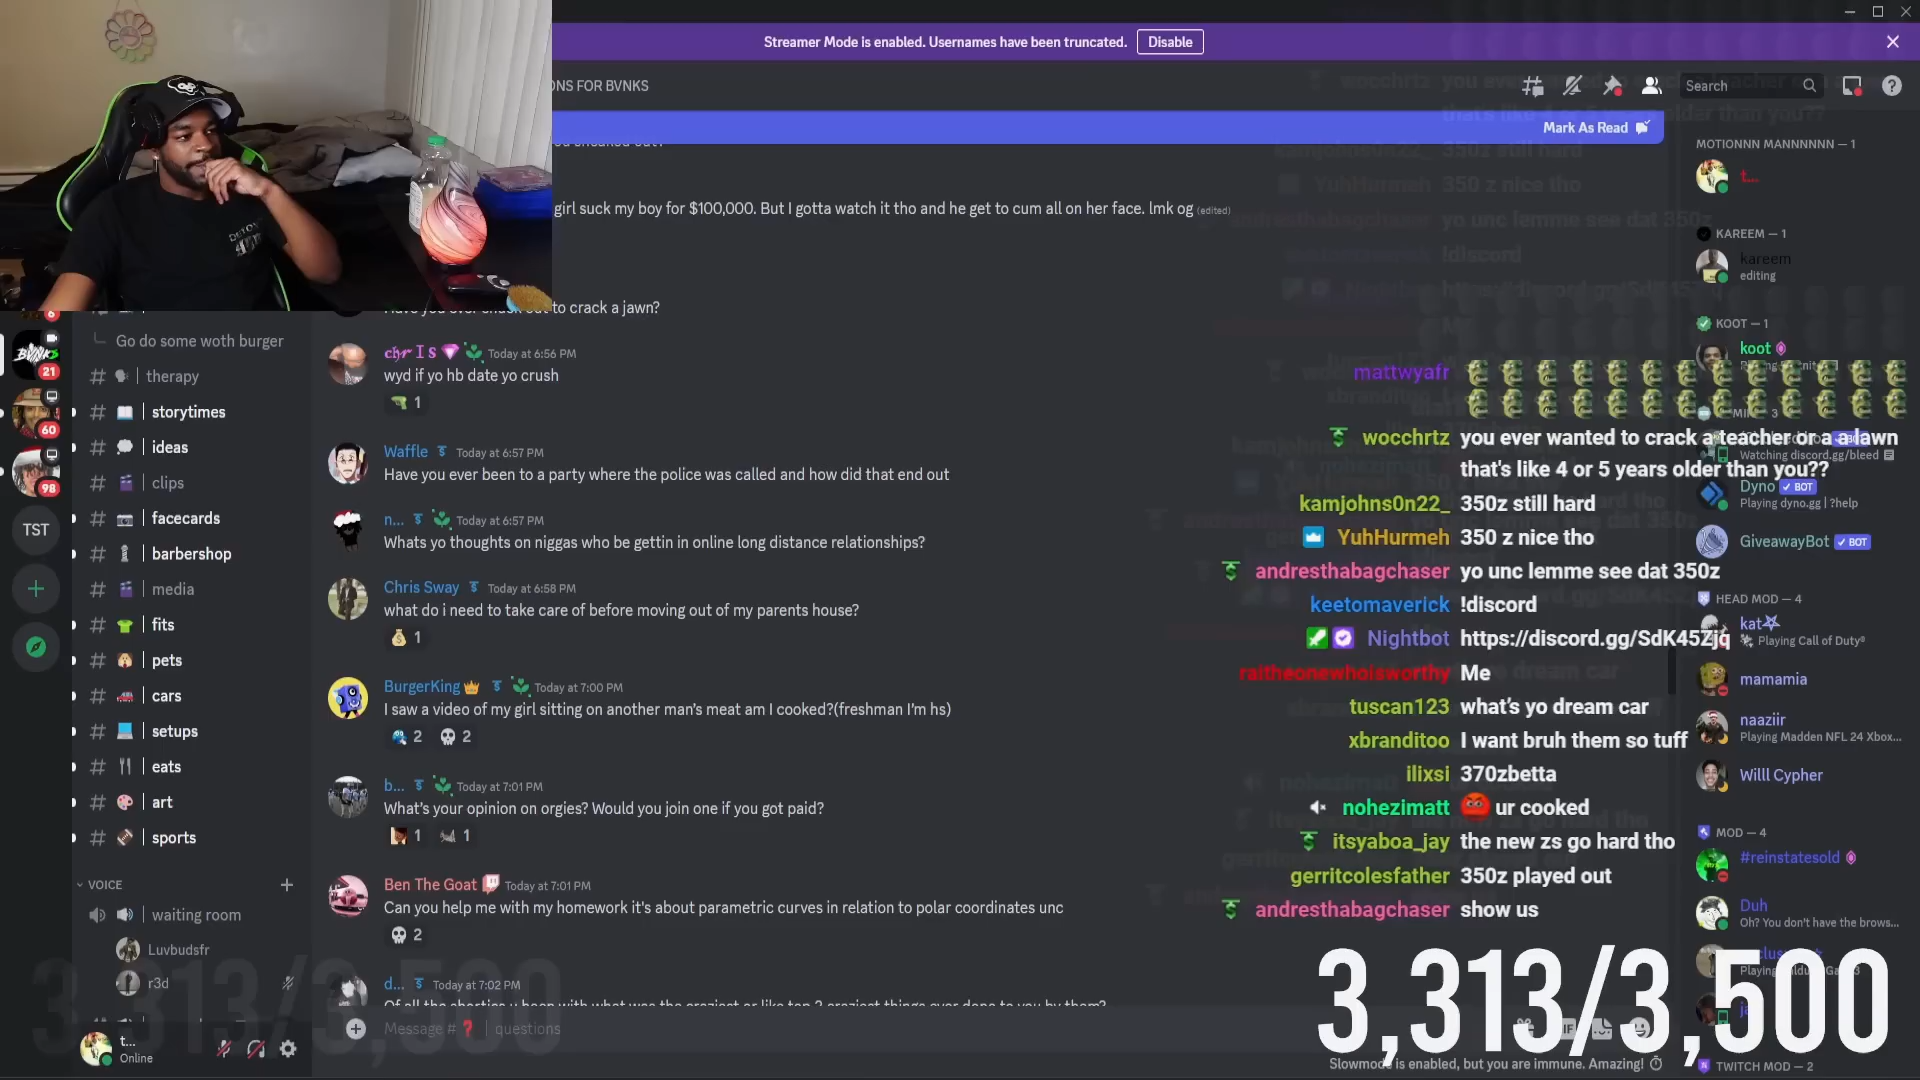 Streamer Mode is enabled. Usernames have been truncated. Disable
ONS FOR BVNKS
Search
Mark As Read
girl suck my boy for $100,000. But I gotta watch it tho and he get to cum all on her face. lmk og (edited)
to crack a jawn?
Today at 6:56 PM
wyd if yo hb date yo crush
1
Waffle Today at 6:57 PM
Have you ever been to a party where the police was called and how did that end out
n... Today at 6:57 PM
Whats yo thoughts on niggas who be gettin in online long distance relationships?
Chris Sway Today at 6:58 PM
what do i need to take care of before moving out of my parents house?
1
BurgerKing Today at 7:00 PM
I saw a video of my girl sitting on another man's meat am I cooked?(freshman I'm hs)
2 2
b... Today at 7:01 PM
What's your opinion on orgies? Would you join one if you got paid?
1 1
Ben The Goat Today at 7:01 PM
Can you help me with my homework it's about parametric curves in relation to polar coordinates unc
2
d... Today at 7:02 PM
Message # questions
Slowmode is enabled, but you are immune. Amazing!
6
21
60
98
TST
Go do some woth burger
# therapy
# storytimes
# ideas
# clips
# facecards
# barbershop
# media
# fits
# pets
# cars
# setups
# eats
# art
# sports
VOICE
waiting room
Luvbudsfr
r3d
t...
Online
mattwyafr
wocchrtz you ever wanted to crack a teacher or a
that's like 4 or 5 years older than you??
kamjohns0n22_ 350z still hard
YuhHurmeh 350 z nice tho
andresthabagchaser yo unc lemme see dat 350z
keetomaverick !discord
Nightbot https://discord.gg/SdK45Zjq
raitheonewhoisworthy Me
tuscan123 what's yo dream car
xbranditoo I want bruh them so tuff
ilixsi 370zbetta
nohezimatt ur cooked
itsyaboa_jay the new zs go hard tho
gerritcolesfather 350z played out
andresthabagchaser show us
3,313/3,500
MOTIONNN MANNNNNN — 1
t...
KAREEM — 1
kareem
editing
KOOT — 1
koot
Watching discord.gg/bleed
Dyno BOT
Playing dyno.gg | ?help
GiveawayBot BOT
HEAD MOD — 4
kat
Playing Call of Duty®
mamamia
naaziir
Playing Madden NFL 24 Xbox...
Willl Cypher
MOD — 4
#reinstatesold
Duh
Oh? You don't have the brows...
TWITCH MOD — 2